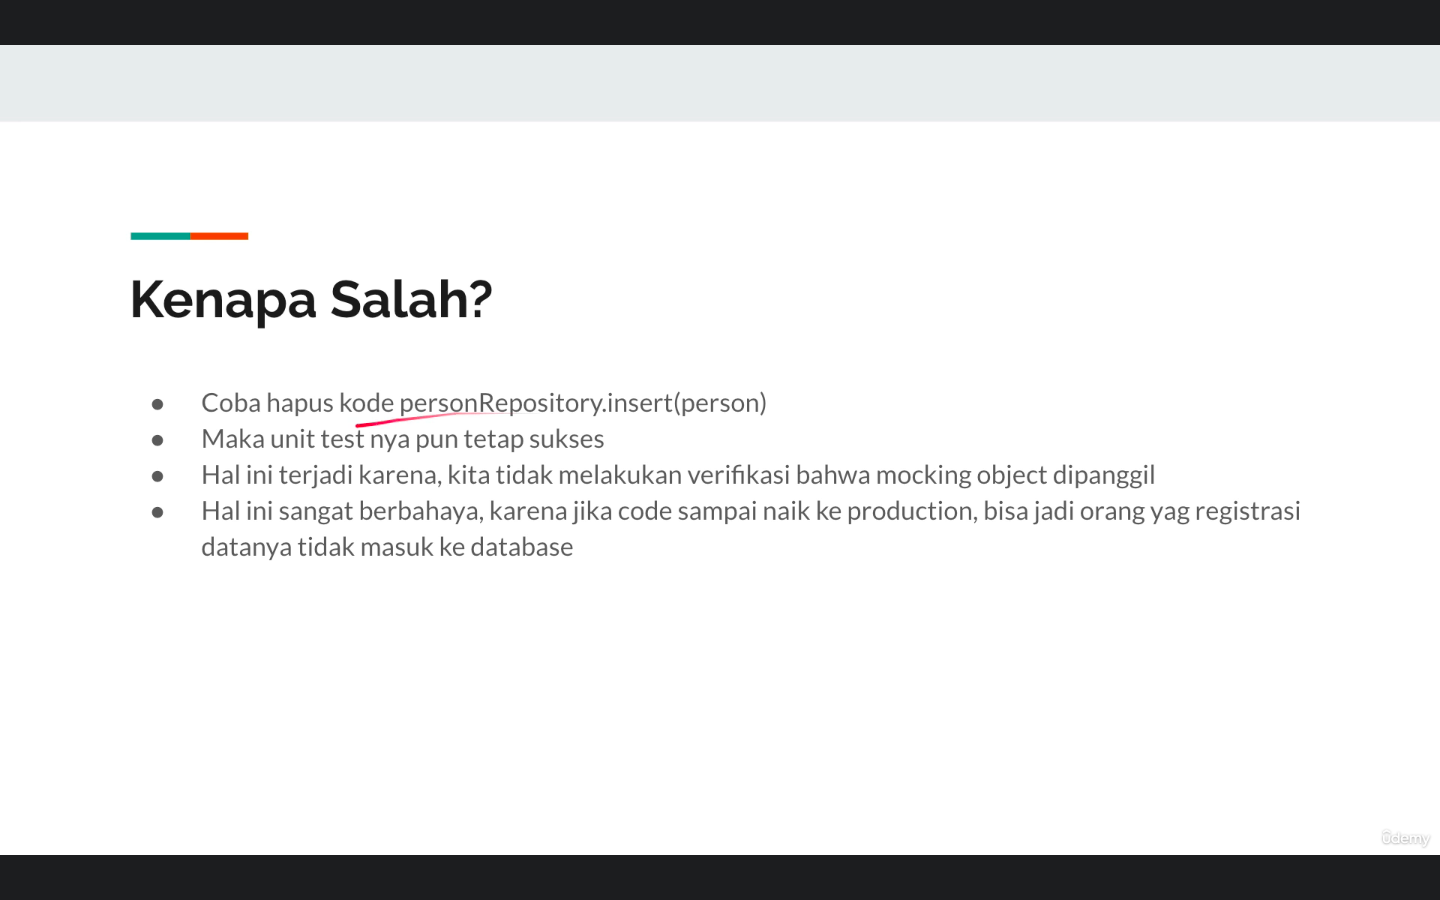 Kenapa Salah?
● Coba hapus kode personRepository.insert(person)
● Maka unit test nya pun tetap sukses
● Hal ini terjadi karena, kita tidak melakukan verifikasi bahwa mocking object dipanggil
● Hal ini sangat berbahaya, karena jika code sampai naik ke production, bisa jadi orang yag registrasi
datanya tidak masuk ke database
ûdemy